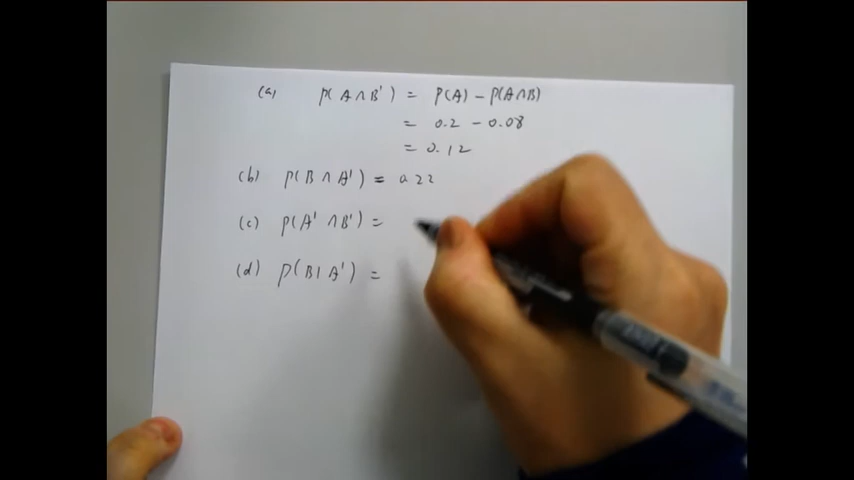 (a) P(A∩B') = P(A) - P(A∩B)
= 0.2 - 0.08
= 0.12
(b) P(B∩A') = 0.22
(c) P(A'∩B') =
(d) P(B|A') =